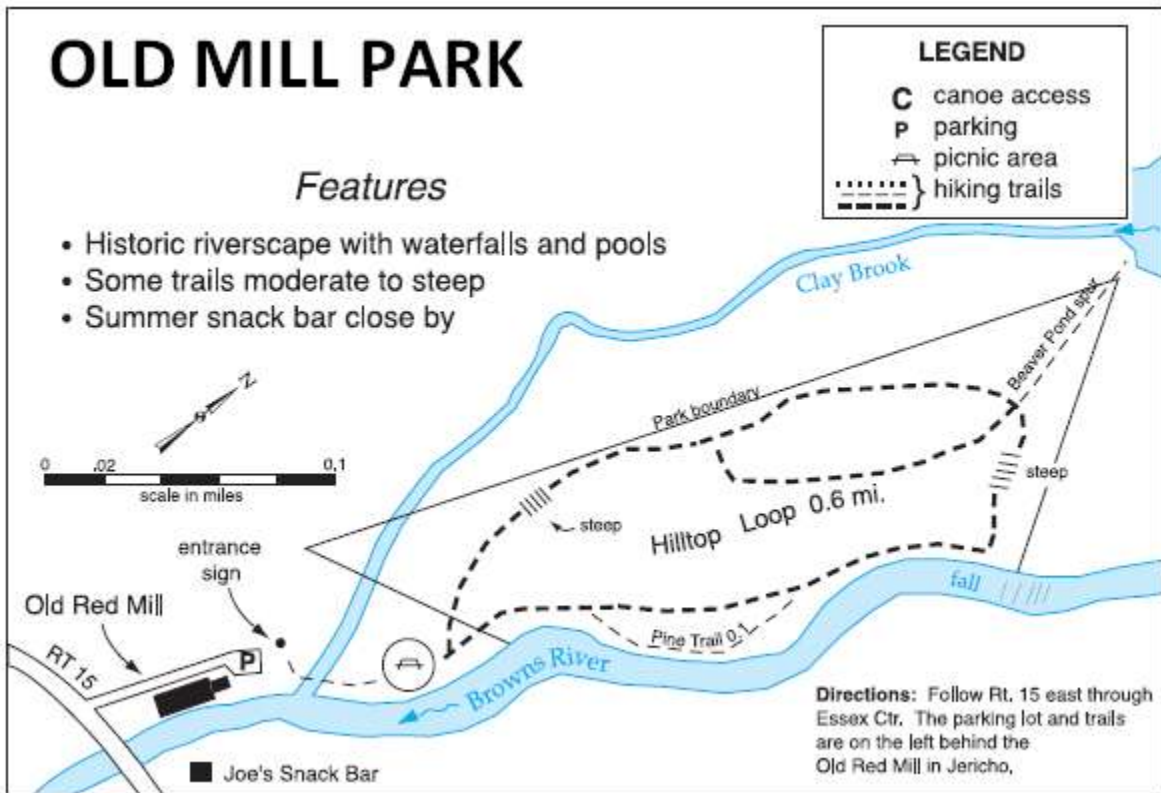 OLD MILL PARK
LEGEND
C canoe access
P parking
picnic area
hiking trails
Features
• Historic riverscape with waterfalls and pools
• Some trails moderate to steep
• Summer snack bar close by
Clay Brook
Beaver Pond spur
Park boundary
N
0 .02 0.1
scale in miles
steep
steep
Hilltop Loop 0.6 mi.
entrance
sign
Old Red Mill
fall
P
RT 15
Pine Trail 0.1
Browns River
Directions: Follow Rt. 15 east through
Essex Ctr. The parking lot and trails
are on the left behind the
Old Red Mill in Jericho.
Joe's Snack Bar